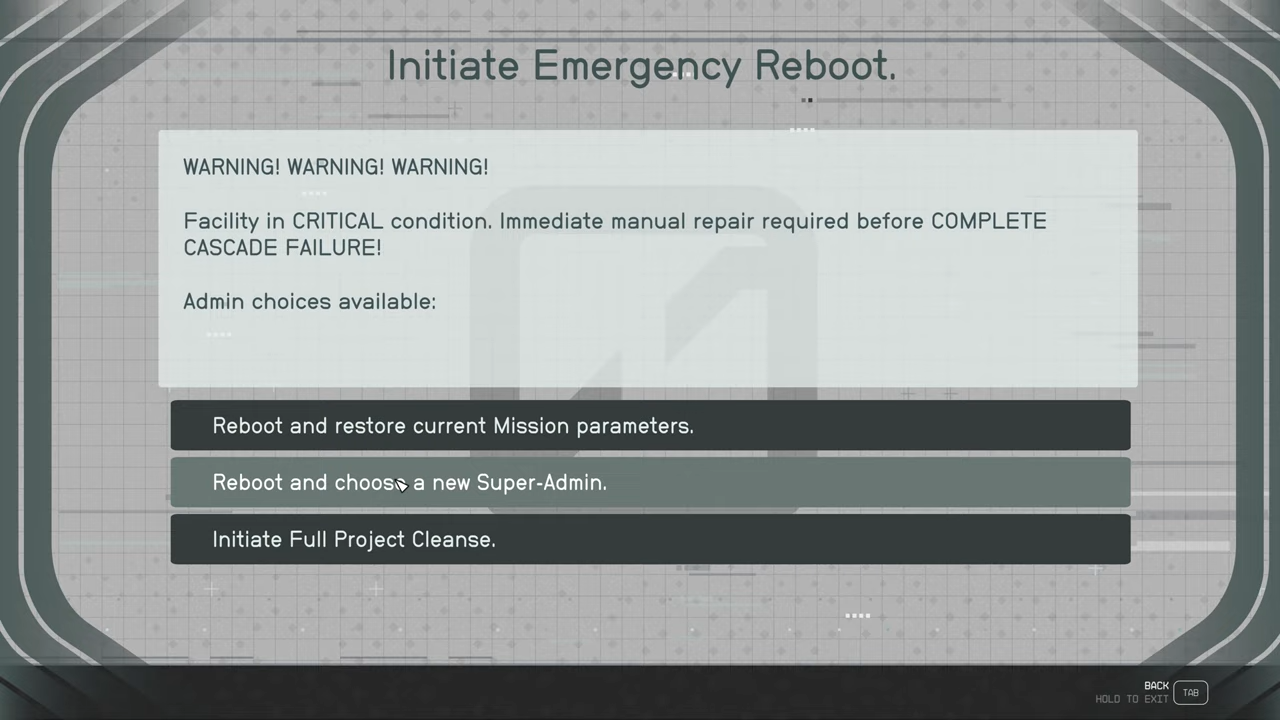 Initiate Emergency Reboot.
WARNING! WARNING! WARNING!
Facility in CRITICAL condition. Immediate manual repair required before COMPLETE
CASCADE FAILURE!
Admin choices available:
Reboot and restore current Mission parameters.
Reboot and choose a new Super-Admin.
Initiate Full Project Cleanse.
BACK
HOLD TO EXIT
TAB